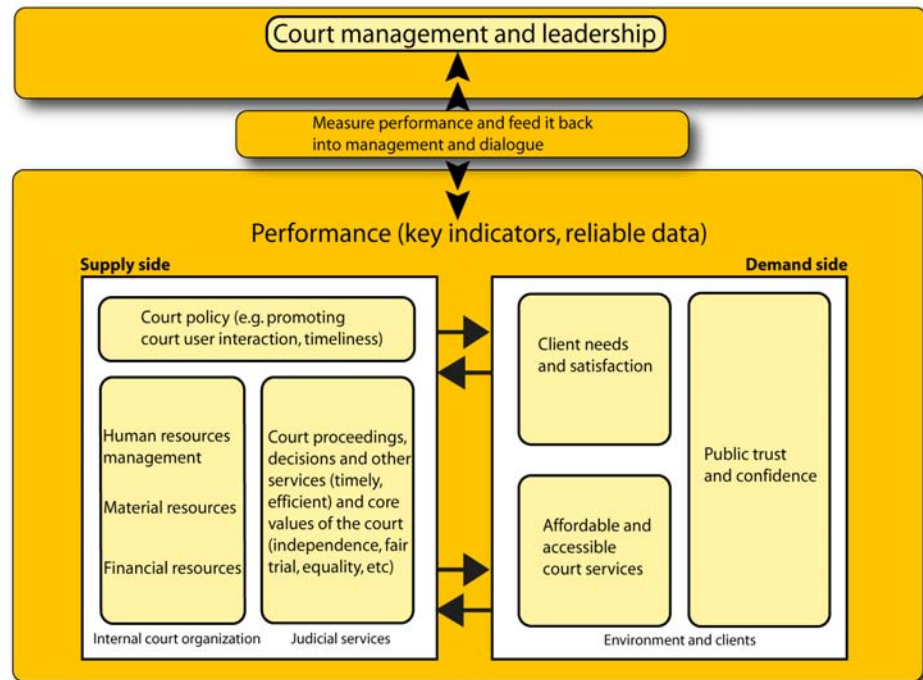 Court management and leadership
Measure performance and feed it back
into management and dialogue
Performance (key indicators, reliable data)
Supply side
Court policy (e.g. promoting
court user interaction, timeliness)
Human resources
management
Material resources
Financial resources
Court proceedings,
decisions and other
services (timely,
efficient) and core
values of the court
(independence, fair
trial, equality, etc)
Internal court organization
Judicial services
Demand side
Client needs
and satisfaction
Affordable and
accessible
court services
Public trust
and confidence
Environment and clients